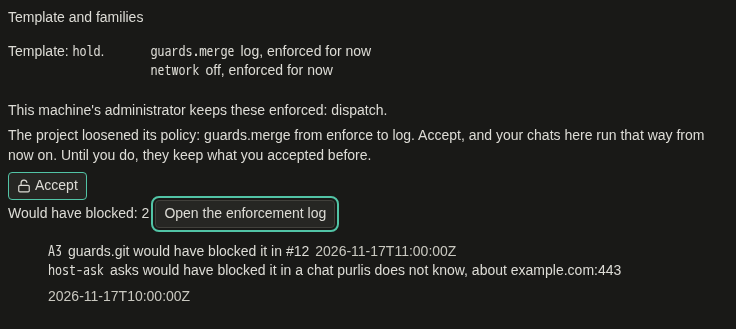 Template and families
Template: hold. guards.merge log, enforced for now
network off, enforced for now
This machine's administrator keeps these enforced: dispatch.
The project loosened its policy: guards.merge from enforce to log. Accept, and your chats here run that way from
now on. Until you do, they keep what you accepted before.
Accept
Would have blocked: 2 Open the enforcement log
A3 guards.git would have blocked it in #12 2026-11-17T11:00:00Z
host-ask asks would have blocked it in a chat purlis does not know, about example.com:443
2026-11-17T10:00:00Z